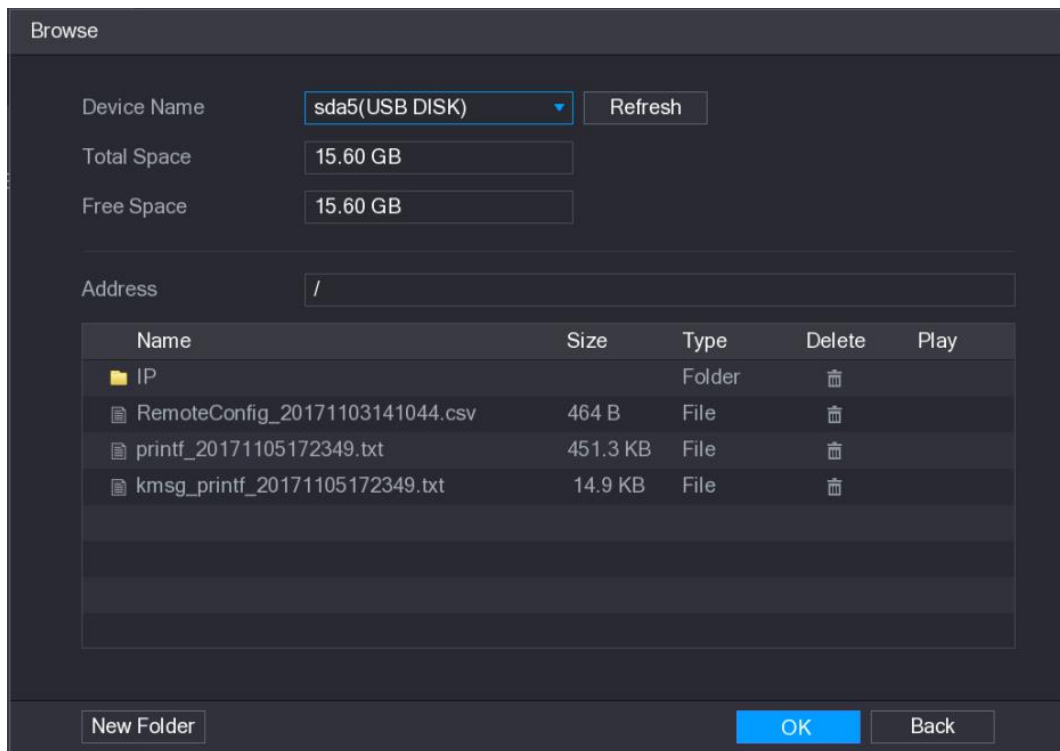 Browse
Device Name sda5(USB DISK) Refresh
Total Space 15.60 GB
Free Space 15.60 GB
Address /
Name Size Type Delete Play
IP Folder
RemoteConfig_20171103141044.csv 464 B File
printf_20171105172349.txt 451.3 KB File
kmsg_printf_20171105172349.txt 14.9 KB File
New Folder OK Back